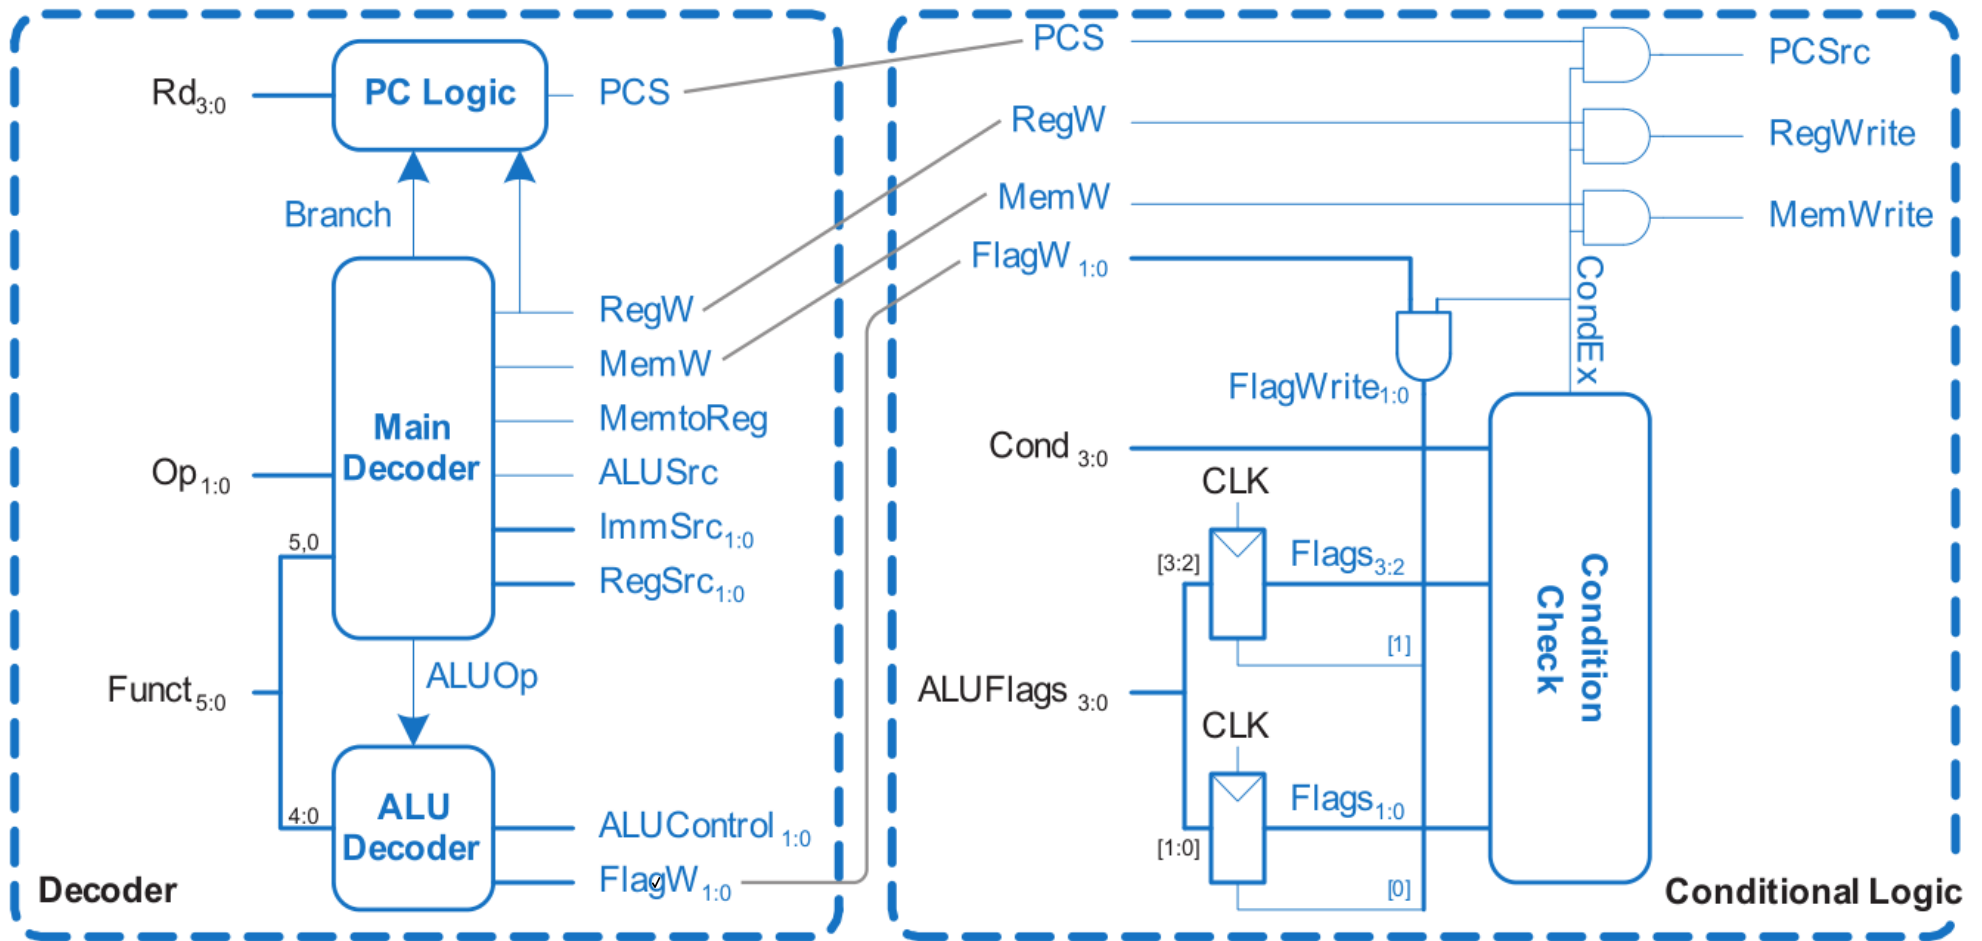 Rd3:0
PC Logic
PCS
Branch
RegW
MemW
MemtoReg
ALUSrc
ImmSrc1:0
RegSrc1:0
Main
Decoder
Op1:0
5,0
Funct5:0
ALUOp
4:0
ALU
Decoder
ALUControl1:0
FlagW1:0
Decoder
PCS
RegW
MemW
FlagW1:0
PCSrc
RegWrite
MemWrite
CondEx
FlagWrite1:0
Cond3:0
CLK
[3:2]
Flags3:2
[1]
ALUFlags3:0
CLK
Flags1:0
[1:0]
[0]
Condition
Check
Conditional Logic